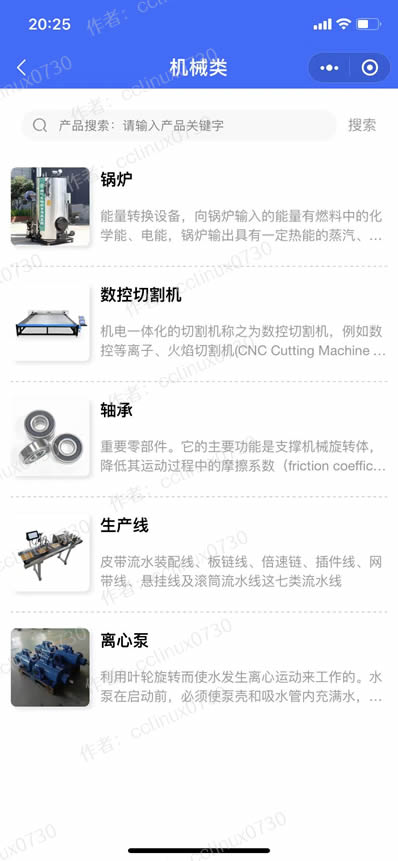 20:25
机械类
产品搜索：请输入产品关键字
搜索
锅炉
能量转换设备，向锅炉输入的能量有燃料中的化
学能、电能，锅炉输出具有一定热能的蒸汽、...
数控切割机
机电一体化的切割机称之为数控切割机，例如数
控等离子、火焰切割机(CNC Cutting Machine ...
轴承
重要零部件。它的主要功能是支撑机械旋转体，
降低其运动过程中的摩擦系数（friction coeffic...
生产线
皮带流水装配线、板链线、倍速链、插件线、网
带线、悬挂线及滚筒流水线这七类流水线
离心泵
利用叶轮旋转而使水发生离心运动来工作的。水
泵在启动前，必须使泵壳和吸水管内充满水，...
作者：cclinux0730